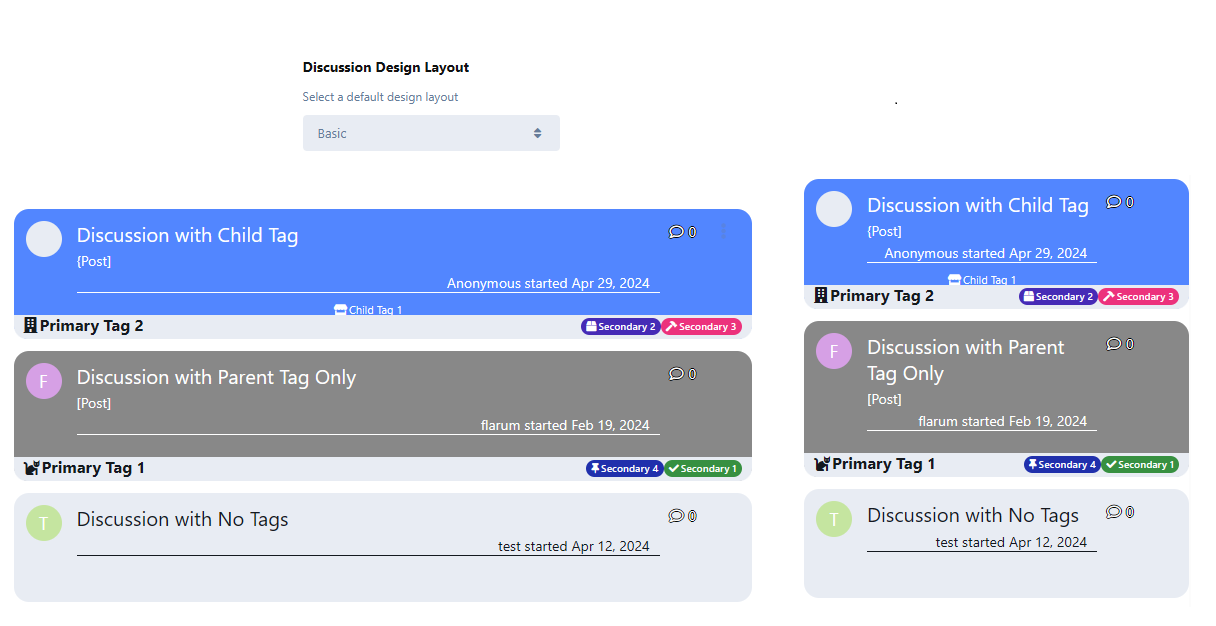 Discussion Design Layout
Select a default design layout
Basic
.
Discussion with Child Tag
0
{Post]
Anonymous started Apr 29, 2024
Child Tag 1
Primary Tag 2
Secondary 2
Secondary 3
F
Discussion with Parent Tag Only
0
[Post]
flarum started Feb 19, 2024
Primary Tag 1
Secondary 4
Secondary 1
T
Discussion with No Tags
0
test started Apr 12, 2024
Discussion with Child Tag
0
{Post]
Anonymous started Apr 29, 2024
Child Tag 1
Primary Tag 2
Secondary 2
Secondary 3
F
Discussion with Parent
Tag Only
0
[Post]
flarum started Feb 19, 2024
Primary Tag 1
Secondary 4
Secondary 1
T
Discussion with No Tags
0
test started Apr 12, 2024